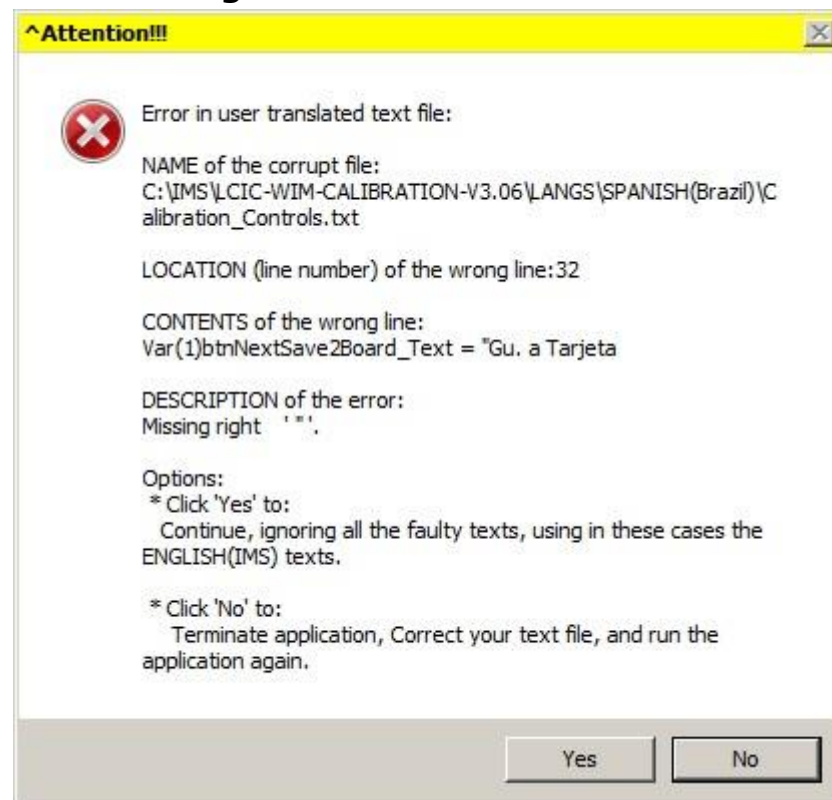 ^Attention!!!
Error in user translated text file:
NAME of the corrupt file:
C:\IMS\LCIC-WIM-CALIBRATION-V3.06\LANGS\SPANISH(Brazil)\C
alibration_Controls.txt
LOCATION (line number) of the wrong line:32
CONTENTS of the wrong line:
Var(1)btnNextSave2Board_Text = "Gu. a Tarjeta
DESCRIPTION of the error:
Missing right ' " '.
Options:
* Click 'Yes' to:
Continue, ignoring all the faulty texts, using in these cases the
ENGLISH(IMS) texts.
* Click 'No' to:
Terminate application, Correct your text file, and run the
application again.
Yes No